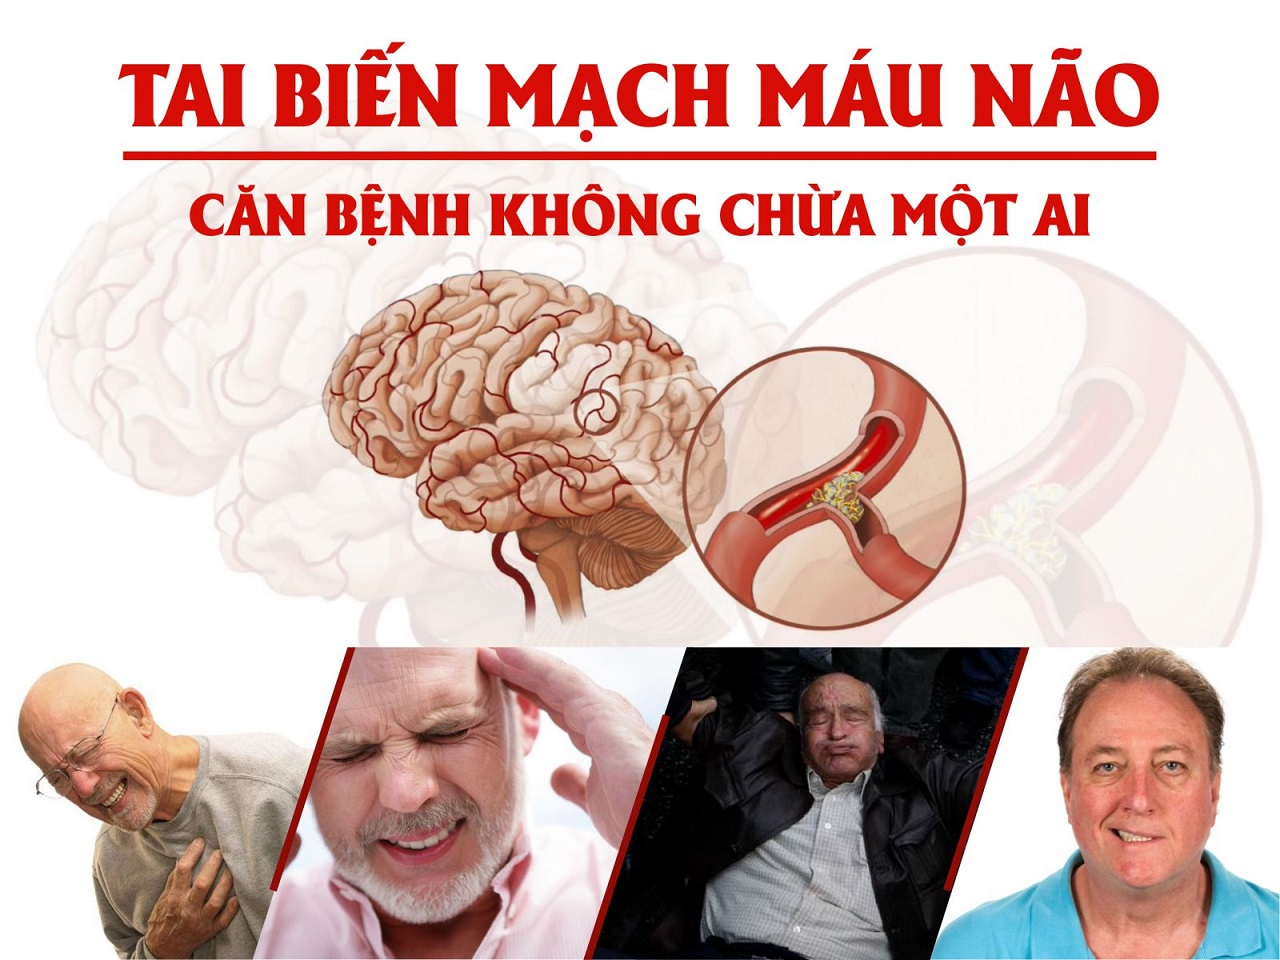 TAI BIẾN MẠCH MÁU NÃO
CĂN BỆNH KHÔNG CHỪA MỘT AI